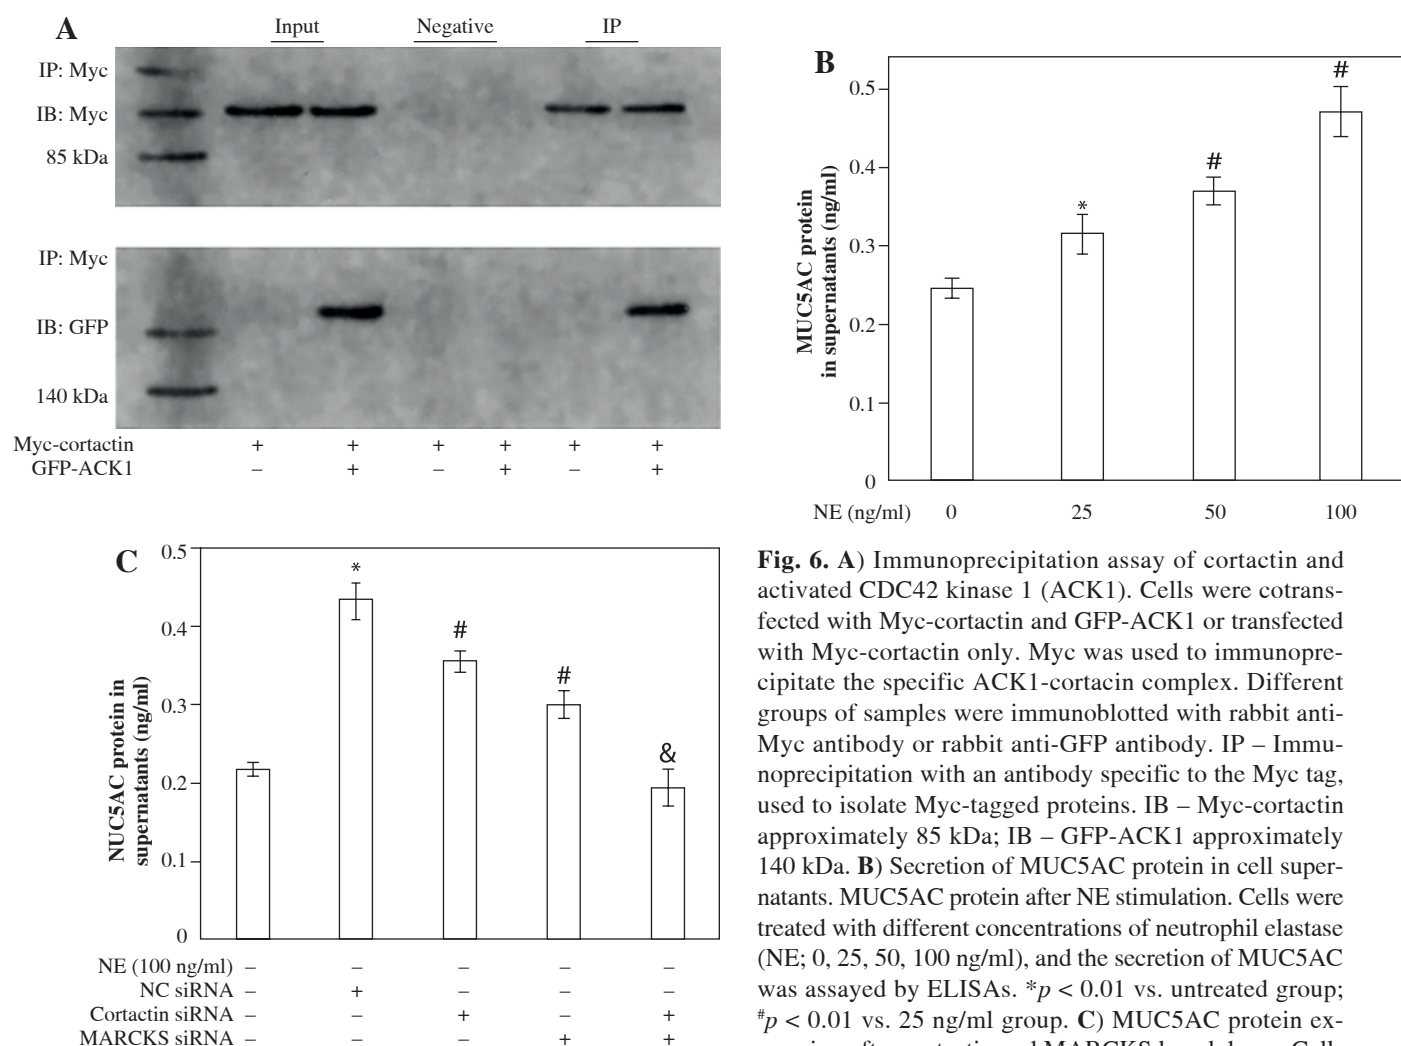 A
Input Negative IP
IP: Myc
IB: Myc
85 kDa
IP: Myc
IB: GFP
140 kDa
Myc-cortactin + + + + + +
GFP-ACK1 – + – + – +
B
MUC5AC protein
in supernatants (ng/ml)
0.5
0.4
0.3
0.2
0.1
0
* # #
NE (ng/ml) 0 25 50 100
C
NUC5AC protein in
supernatants (ng/ml)
0.5
0.4
0.3
0.2
0.1
0
* # # &
NE (100 ng/ml) – – – – –
NC siRNA – + – – –
Cortactin siRNA – – + – +
MARCKS siRNA – – – + +
Fig. 6. A) Immunoprecipitation assay of cortactin and
activated CDC42 kinase 1 (ACK1). Cells were cotrans-
fected with Myc-cortactin and GFP-ACK1 or transfected
with Myc-cortactin only. Myc was used to immunopre-
cipitate the specific ACK1-cortacin complex. Different
groups of samples were immunoblotted with rabbit anti-
Myc antibody or rabbit anti-GFP antibody. IP – Immu-
noprecipitation with an antibody specific to the Myc tag,
used to isolate Myc-tagged proteins. IB – Myc-cortactin
approximately 85 kDa; IB – GFP-ACK1 approximately
140 kDa. B) Secretion of MUC5AC protein in cell super-
natants. MUC5AC protein after NE stimulation. Cells were
treated with different concentrations of neutrophil elastase
(NE; 0, 25, 50, 100 ng/ml), and the secretion of MUC5AC
was assayed by ELISAs. *p < 0.01 vs. untreated group;
#p < 0.01 vs. 25 ng/ml group. C) MUC5AC protein ex-